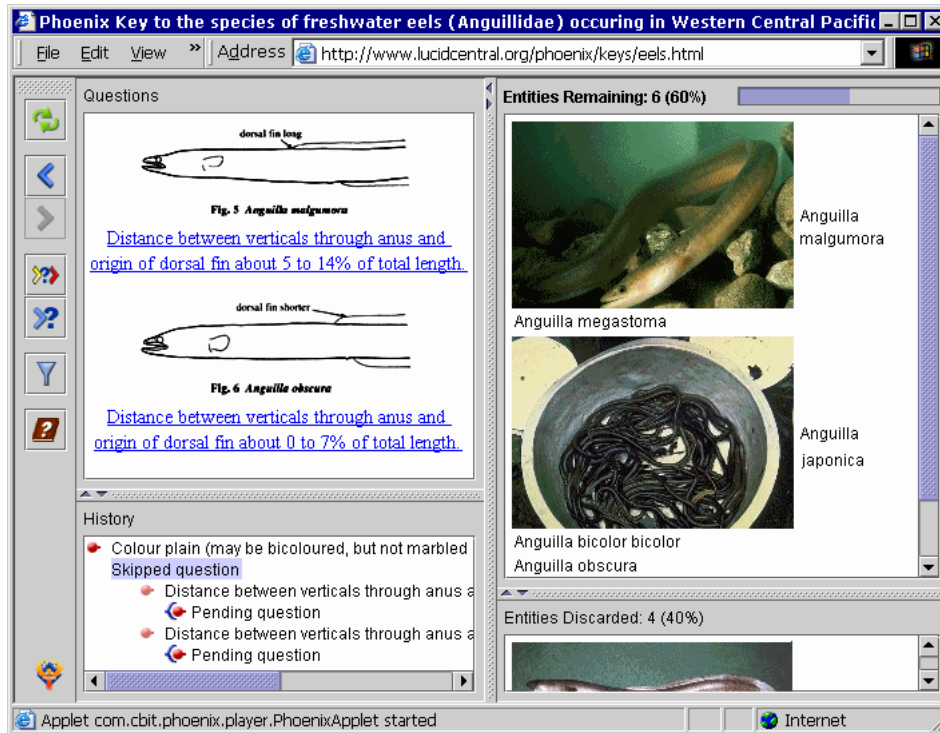 Phoenix Key to the species of freshwater eels (Anguillidae) occuring in Western Central Pacific
File Edit View » Address http://www.lucidcentral.org/phoenix/keys/eels.html
Questions
dorsal fin long
Fig. 5 Anguilla malgumora
Distance between verticals through anus and
origin of dorsal fin about 5 to 14% of total length.
dorsal fin shorter
Fig. 6 Anguilla obscura
Distance between verticals through anus and
origin of dorsal fin about 0 to 7% of total length.
History
Colour plain (may be bicoloured, but not marbled
Skipped question
Distance between verticals through anus a
Pending question
Distance between verticals through anus a
Pending question
Entities Remaining: 6 (60%)
Anguilla
malgumora
Anguilla megastoma
Anguilla
japonica
Anguilla bicolor bicolor
Anguilla obscura
Entities Discarded: 4 (40%)
Applet com.cbit.phoenix.player.PhoenixApplet started
Internet